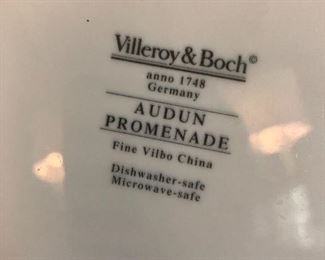 Villeroy & Boch©
anno 1748
Germany
AUDUN
PROMENADE
Fine Vilbo China
Dishwasher-safe
Microwave-safe